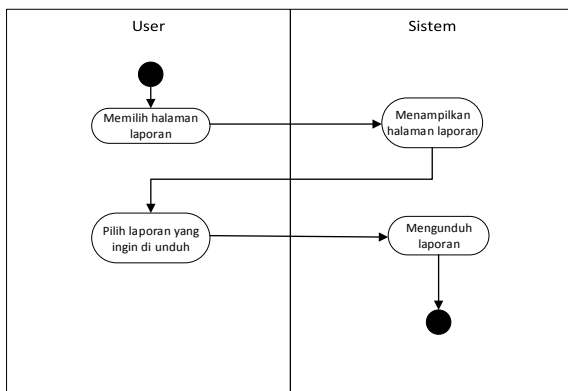 User
Sistem
Memilih halaman
laporan
Menampilkan
halaman laporan
Pilih laporan yang
ingin di unduh
Mengunduh
laporan